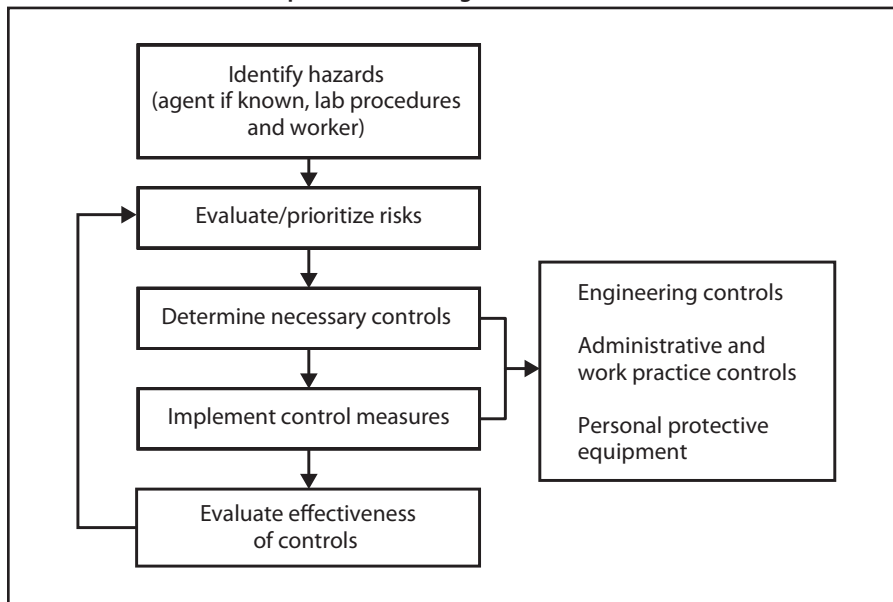 Identify hazards
(agent if known, lab procedures
and worker)
Evaluate/prioritize risks
Determine necessary controls
Implement control measures
Evaluate effectiveness
of controls
Engineering controls
Administrative and
work practice controls
Personal protective
equipment